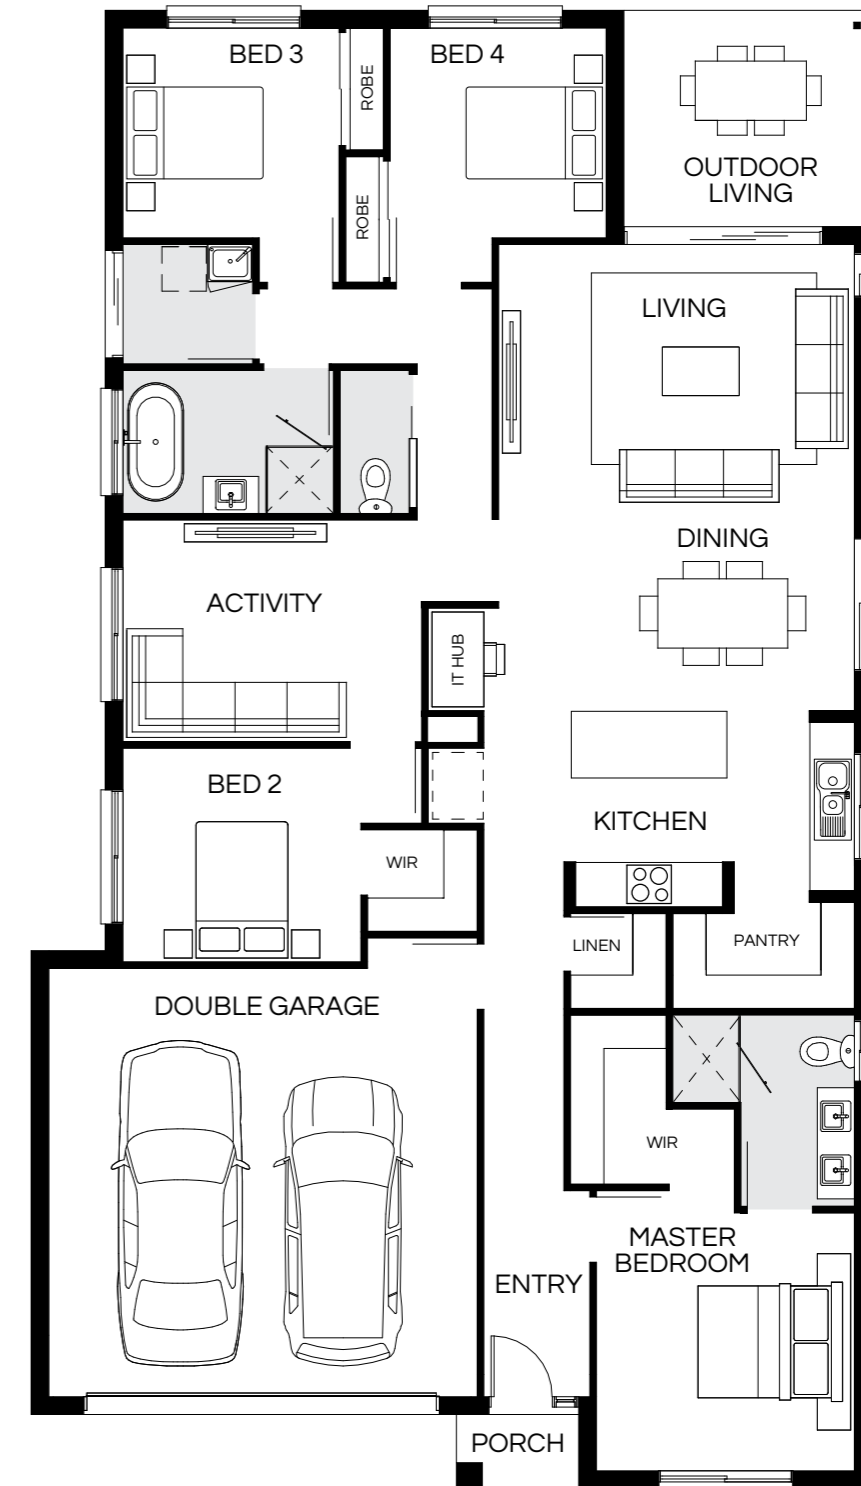 BED 3
ROBE
BED 4
ROBE
OUTDOOR
LIVING
LIVING
DINING
ACTIVITY
IT HUB
BED 2
KITCHEN
WIR
LINEN
PANTRY
DOUBLE GARAGE
WIR
MASTER
BEDROOM
ENTRY
PORCH